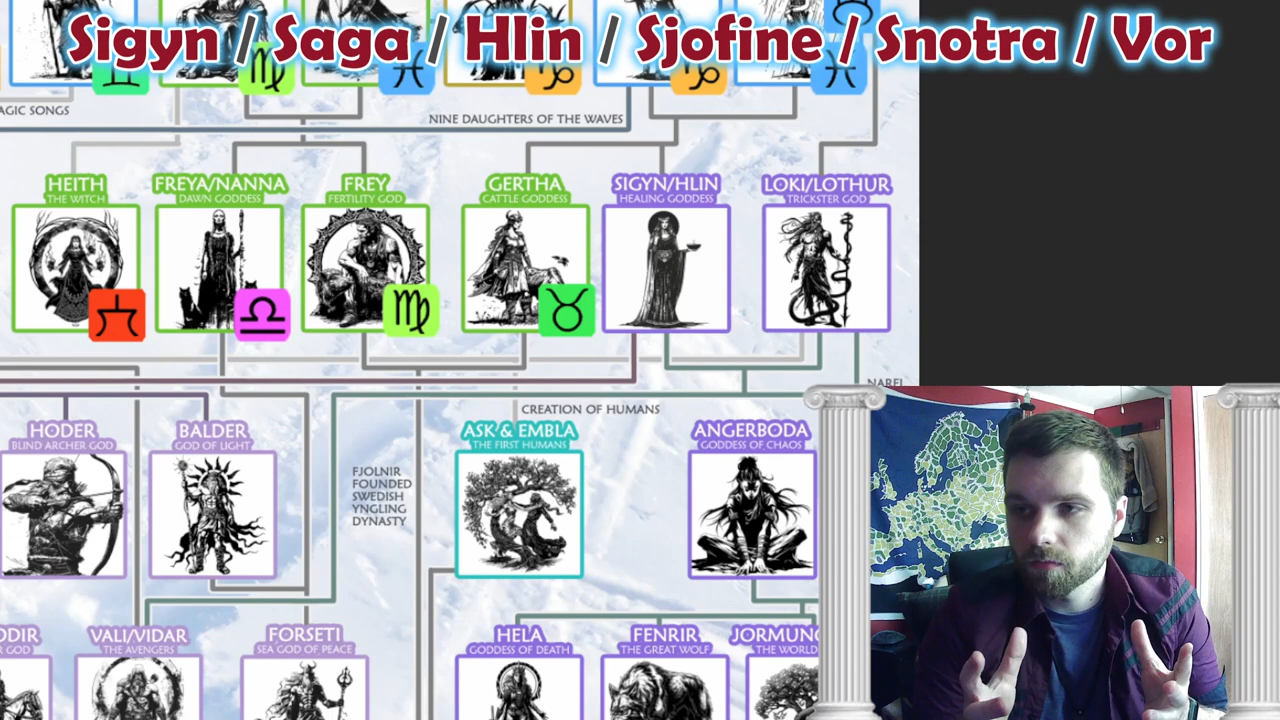 Sigyn / Saga / Hlin / Sjofine / Snotra / Vor
AGIC SONGS
NINE DAUGHTERS OF THE WAVES
HEITH
THE WITCH
FREYA/NANNA
DAWN GODDESS
FREY
FERTILITY GOD
GERTHA
CATTLE GODDESS
SIGYN/HLIN
HEALING GODDESS
LOKI/LOTHUR
TRICKSTER GOD
NAREI
CREATION OF HUMANS
HODER
BLIND ARCHER GOD
BALDER
GOD OF LIGHT
FJOLNIR
FOUNDED
SWEDISH
YNGLING
DYNASTY
ASK & EMBLA
THE FIRST HUMANS
ANGERBODA
GODDESS OF CHAOS
ODIR
R GOD
VALI/VIDAR
THE AVENGERS
FORSETI
SEA GOD OF PEACE
HELA
GODDESS OF DEATH
FENRIR
THE GREAT WOLF
JORMUN
THE WORLD